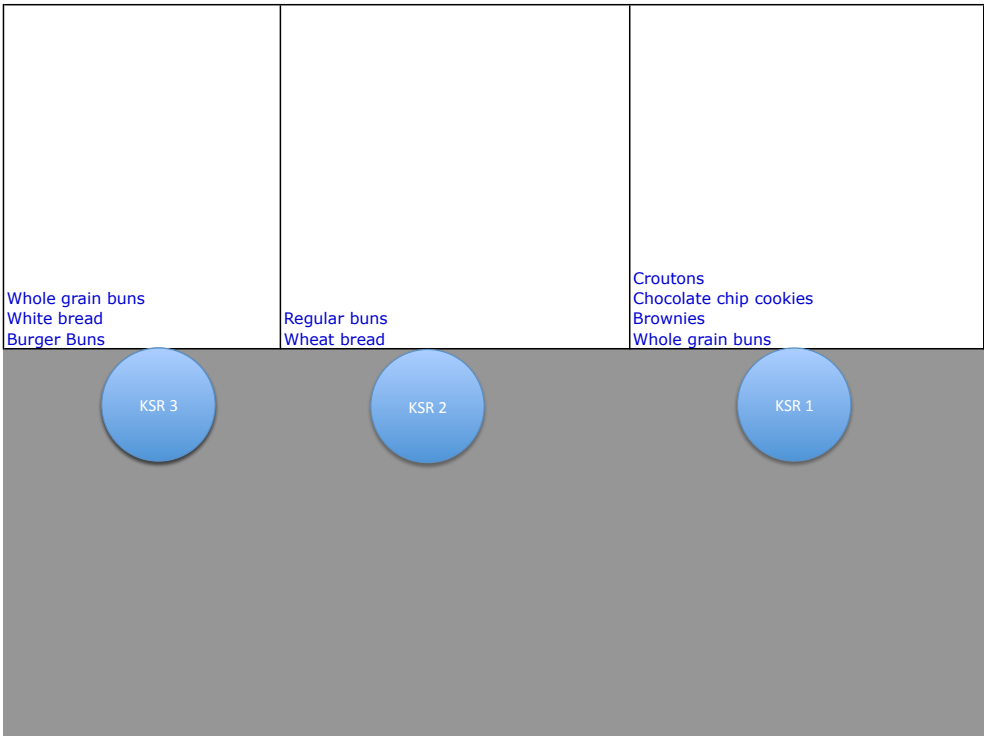 Whole grain buns
White bread
Burger Buns
Regular buns
Wheat bread
Croutons
Chocolate chip cookies
Brownies
Whole grain buns
KSR 3
KSR 2
KSR 1